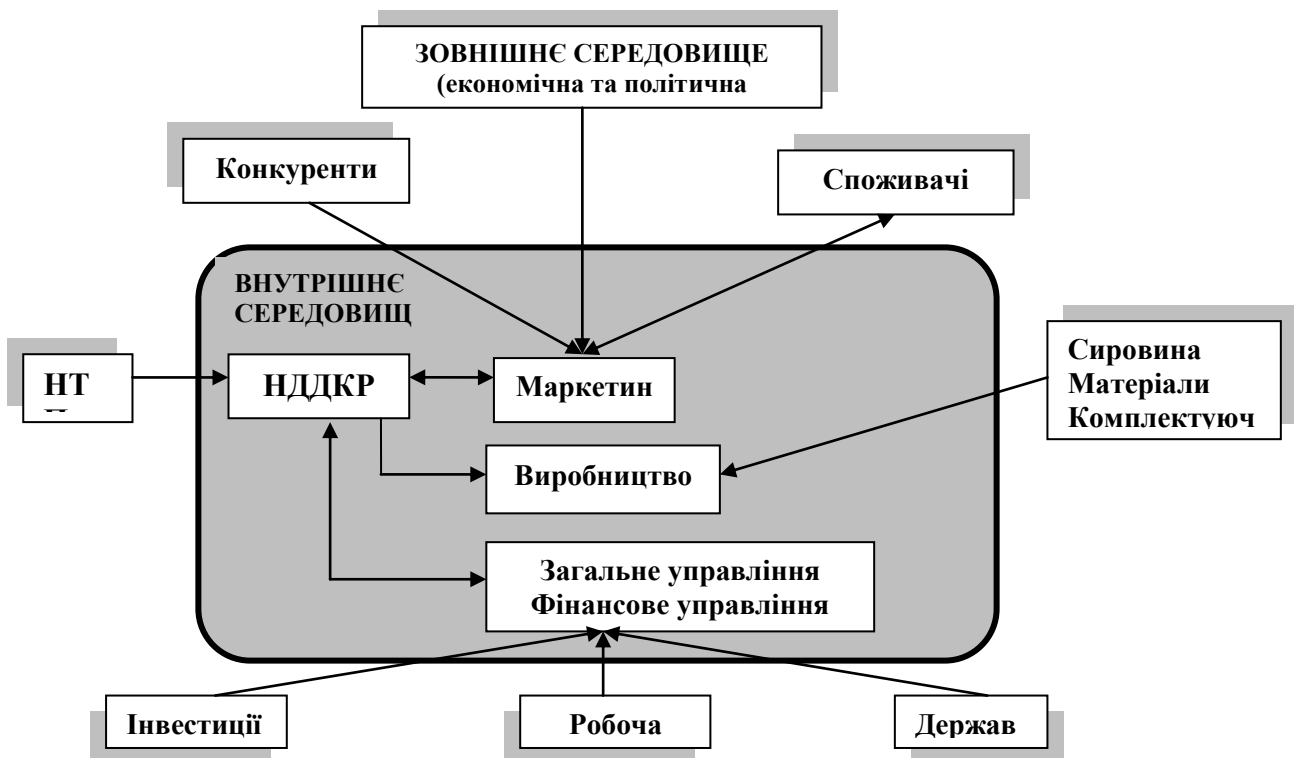 ЗОВНІШНЄ СЕРЕДОВИЩЕ
(економічна та політична
Конкуренти
Споживачі
ВНУТРІШНЄ
СЕРЕДОВИЩ
Сировина
Матеріали
Комплектуюч
НТ
НДДКР
Маркетин
Виробництво
Загальне управління
Фінансове управління
Інвестиції
Робоча
Держав